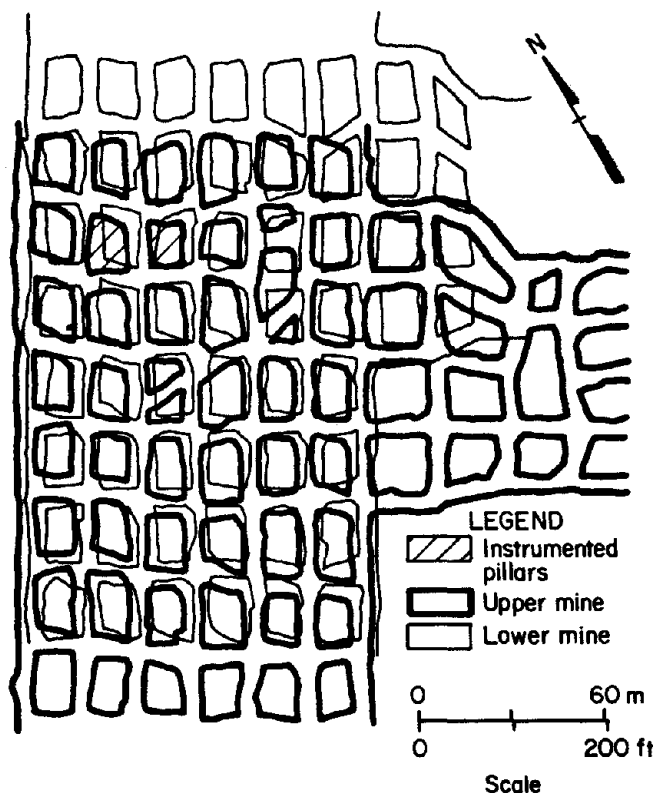 N
LEGEND
Instrumented
pillars
Upper mine
Lower mine
0 60 m
0 200 ft
Scale